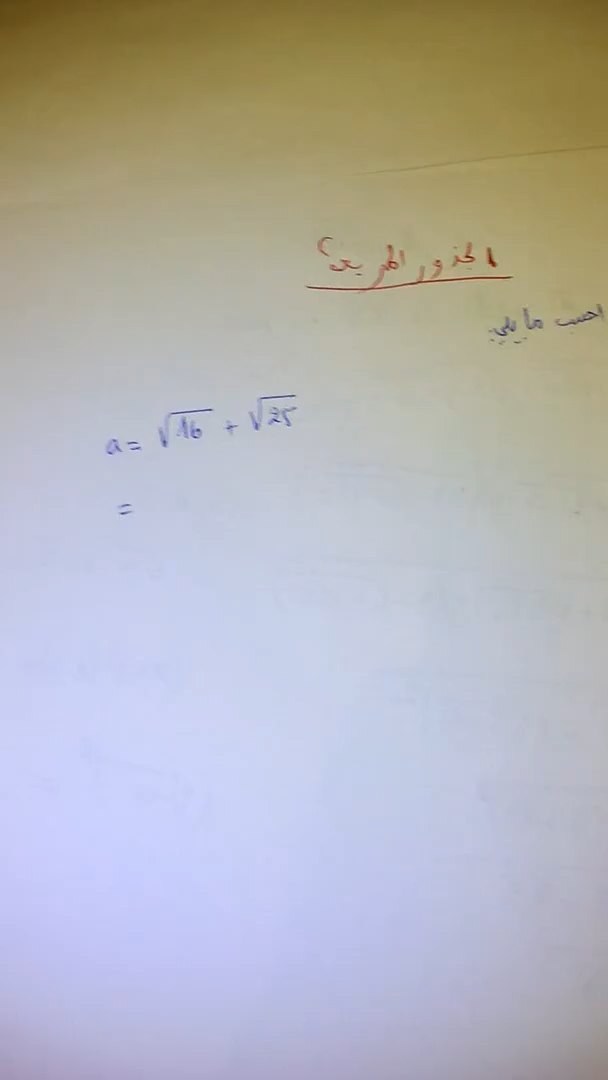 الجذور المربعة
احسب ما يلي:
a = √16 + √25
=